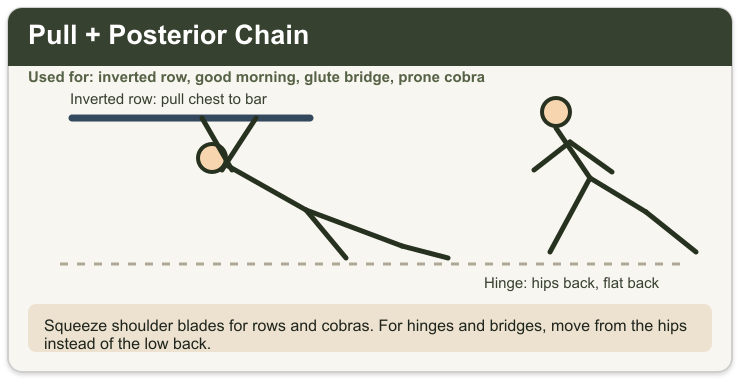 Pull + Posterior Chain
Used for: inverted row, good morning, glute bridge, prone cobra
Inverted row: pull chest to bar
Hinge: hips back, flat back
Squeeze shoulder blades for rows and cobras. For hinges and bridges, move from the hips
instead of the low back.